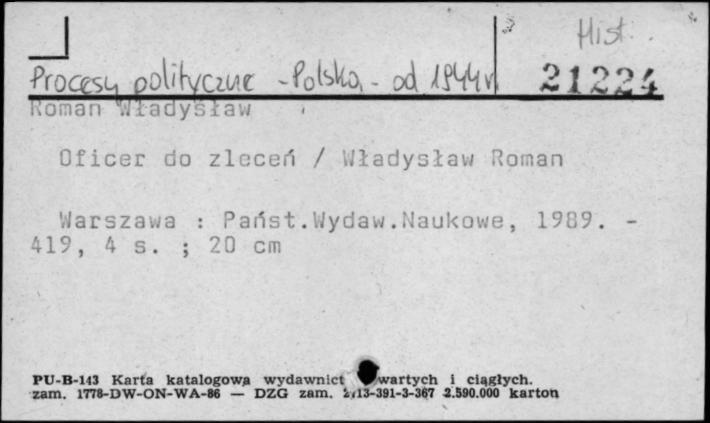 Hist.
Procesy polityczne - Polska - od 1944 r. 21224
Roman Władysław
Oficer do zleceń / Władysław Roman
Warszawa : Państ.Wydaw.Naukowe, 1989. -
419, 4 s. ; 20 cm
PU-B-143 Karta katalogowa wydawnict wartych i ciągłych.
zam. 1778-DW-ON-WA-86 — DZG zam. 13-391-3-367 2.590.000 karton